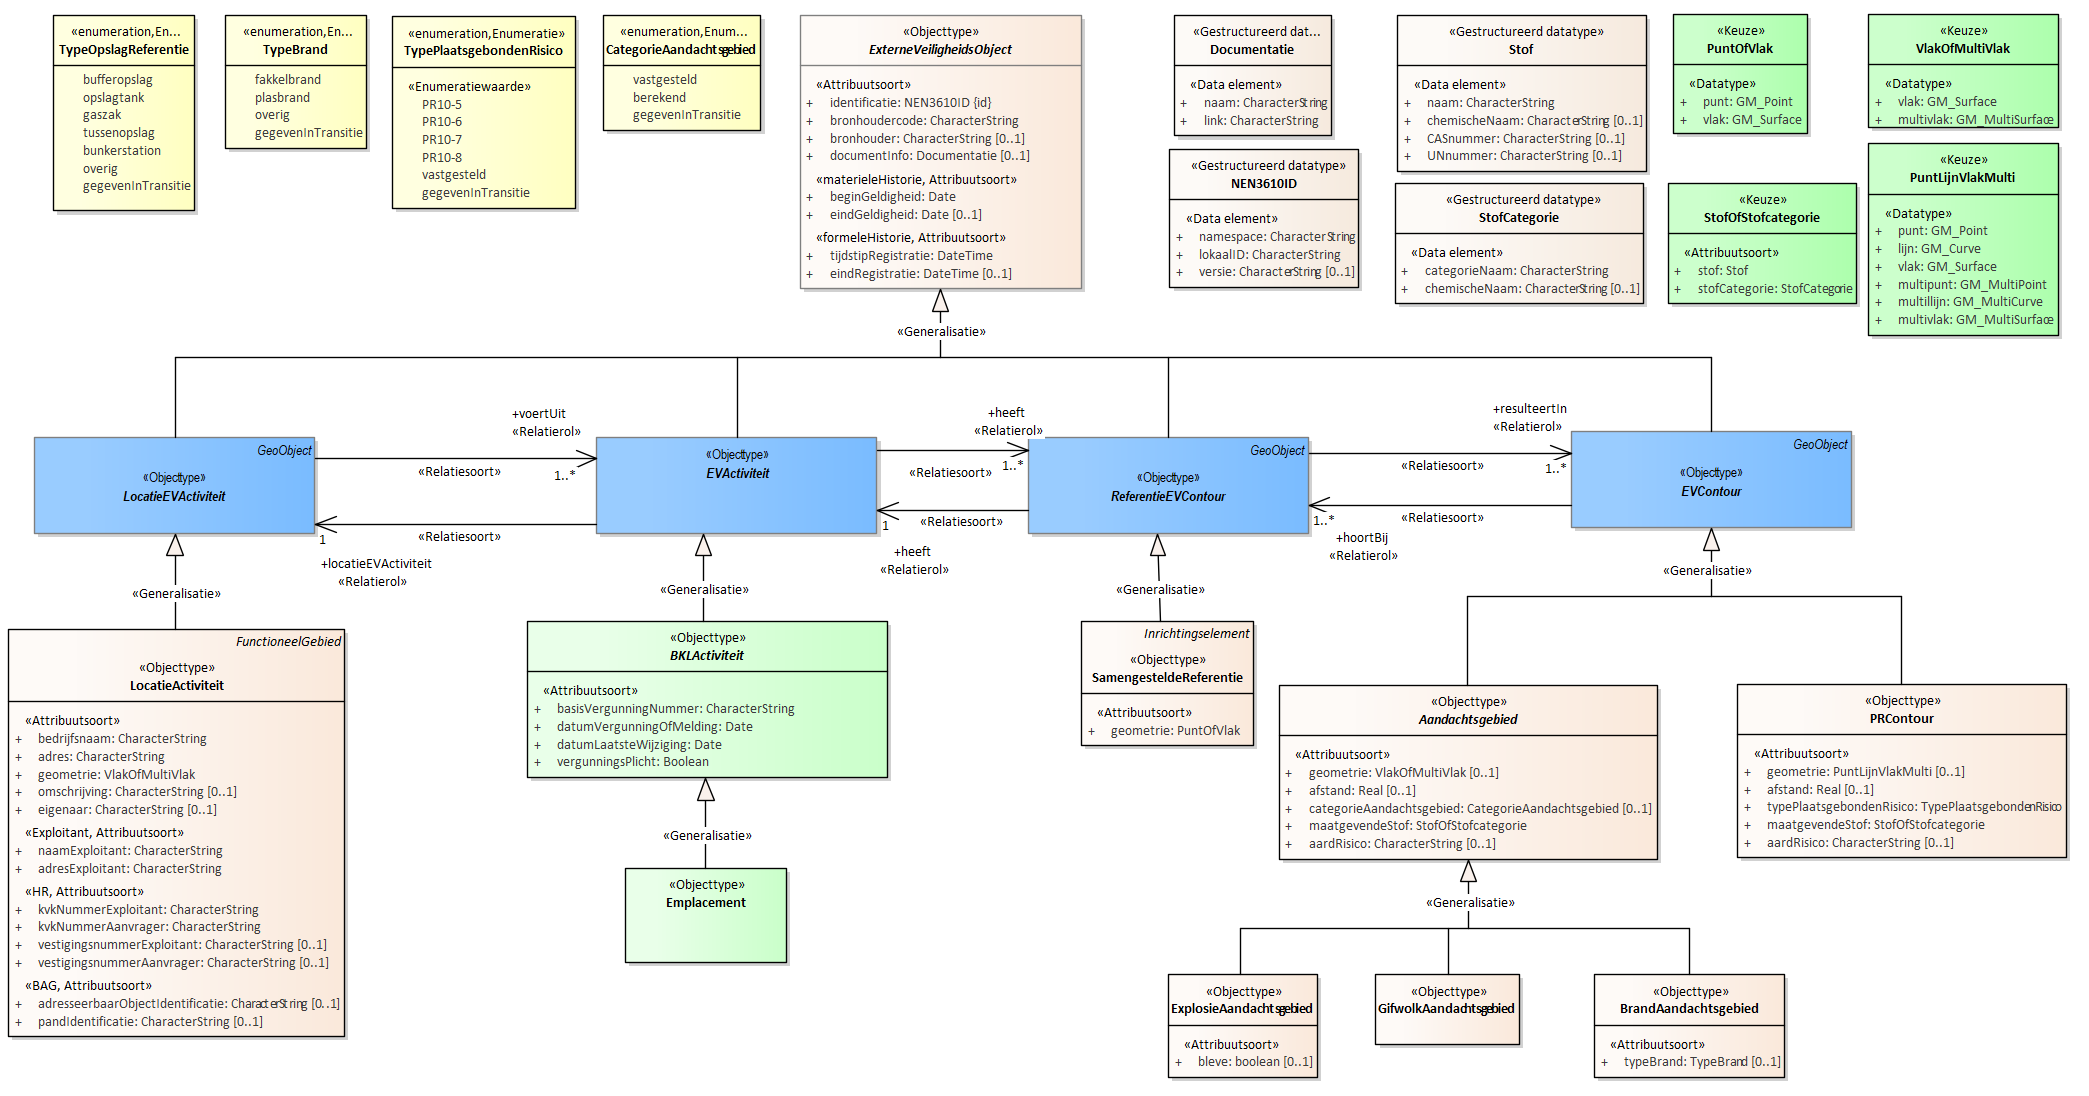 «enumeration,En...
TypeOpslagReferentie
bufferopslag
opslagtank
gaszak
tussenopslag
bunkerstation
overig
gegevenInTransitie
«enumeration,En...
TypeBrand
fakkelbrand
plasbrand
overig
gegevenInTransitie
«enumeration,Enumeratie»
TypePlaatsgebondenRisico
«Enumeratiewaarde»
PR10-5
PR10-6
PR10-7
PR10-8
vastgesteld
gegevenInTransitie
«enumeration,Enum...
CategorieAandachtsgebied
vastgesteld
berekend
gegevenInTransitie
«Objecttype»
ExterneVeiligheidsObject
«Attribuutsoort»
+ identificatie: NEN3610ID {id}
+ bronhoudercode: CharacterString
+ bronhouder: CharacterString [0..1]
+ documentInfo: Documentatie [0..1]
«materieleHistorie, Attribuutsoort»
+ beginGeldigheid: Date
+ eindGeldigheid: Date [0..1]
«formeleHistorie, Attribuutsoort»
+ tijdstipRegistratie: DateTime
+ eindRegistratie: DateTime [0..1]
«Gestructureerd dat...
Documentatie
«Data element»
+ naam: CharacterString
+ link: CharacterString
«Gestructureerd datatype»
NEN3610ID
«Data element»
+ namespace: CharacterString
+ lokaalID: CharacterString
+ versie: CharacterString [0..1]
«Gestructureerd datatype»
Stof
«Data element»
+ naam: CharacterString
+ chemischeNaam: CharacterString [0..1]
+ CASnummer: CharacterString [0..1]
+ UNnummer: CharacterString [0..1]
«Gestructureerd datatype»
StofCategorie
«Data element»
+ categorieNaam: CharacterString
+ chemischeNaam: CharacterString [0..1]
«Keuze»
PuntOfVlak
«Datatype»
+ punt: GM_Point
+ vlak: GM_Surface
«Keuze»
StofOfStofcategorie
«Attribuutsoort»
+ stof: Stof
+ stofCategorie: StofCategorie
«Keuze»
VlakOfMultiVlak
«Datatype»
+ vlak: GM_Surface
+ multivlak: GM_MultiSurface
«Keuze»
PuntLijnVlakMulti
«Datatype»
+ punt: GM_Point
+ lijn: GM_Curve
+ vlak: GM_Surface
+ multipunt: GM_MultiPoint
+ multilijn: GM_MultiCurve
+ multivlak: GM_MultiSurface
«Generalisatie»
GeoObject
«Objecttype»
LocatieEVActiviteit
+voertUit
«Relatierol»
«Relatiesoort»
1..*
«Relatiesoort»
1
+locatieEVActiviteit
«Relatierol»
«Objecttype»
EVActiviteit
+heeft
«Relatierol»
1..*
«Relatiesoort»
«Relatiesoort»
1
+heeft
«Relatierol»
GeoObject
«Objecttype»
ReferentieEVContour
+resulteertIn
«Relatierol»
«Relatiesoort»
1..*
«Relatiesoort»
1..*
+hoortBij
«Relatierol»
GeoObject
«Objecttype»
EVContour
«Generalisatie»
«Generalisatie»
«Generalisatie»
«Generalisatie»
FunctioneelGebied
«Objecttype»
LocatieActiviteit
«Attribuutsoort»
+ bedrijfsnaam: CharacterString
+ adres: CharacterString
+ geometrie: VlakOfMultiVlak
+ omschrijving: CharacterString [0..1]
+ eigenaar: CharacterString [0..1]
«Exploitant, Attribuutsoort»
+ naamExploitant: CharacterString
+ adresExploitant: CharacterString
«HR, Attribuutsoort»
+ kvkNummerExploitant: CharacterString
+ kvkNummerAanvrager: CharacterString
+ vestigingsnummerExploitant: CharacterString [0..1]
+ vestigingsnummerAanvrager: CharacterString [0..1]
«BAG, Attribuutsoort»
+ adresseerbaarObjectIdentificatie: CharacterString [0..1]
+ pandIdentificatie: CharacterString [0..1]
«Objecttype»
BKLActiviteit
«Attribuutsoort»
+ basisVergunningNummer: CharacterString
+ datumVergunningOfMelding: Date
+ datumLaatsteWijziging: Date
+ vergunningsPlicht: Boolean
«Generalisatie»
«Objecttype»
Emplacement
Inrichtingselement
«Objecttype»
SamengesteldeReferentie
«Attribuutsoort»
+ geometrie: PuntOfVlak
«Objecttype»
Aandachtsgebied
«Attribuutsoort»
+ geometrie: VlakOfMultiVlak [0..1]
+ afstand: Real [0..1]
+ categorieAandachtsgebied: CategorieAandachtsgebied [0..1]
+ maatgevendeStof: StofOfStofcategorie
+ aardRisico: CharacterString [0..1]
«Objecttype»
PRContour
«Attribuutsoort»
+ geometrie: PuntLijnVlakMulti [0..1]
+ afstand: Real [0..1]
+ typePlaatsgebondenRisico: TypePlaatsgebondenRisico
+ maatgevendeStof: StofOfStofcategorie
+ aardRisico: CharacterString [0..1]
«Generalisatie»
«Objecttype»
ExplosieAandachtsgebied
«Attribuutsoort»
+ bleve: boolean [0..1]
«Objecttype»
GifwolkAandachtsgebied
«Objecttype»
BrandAandachtsgebied
«Attribuutsoort»
+ typeBrand: TypeBrand [0..1]